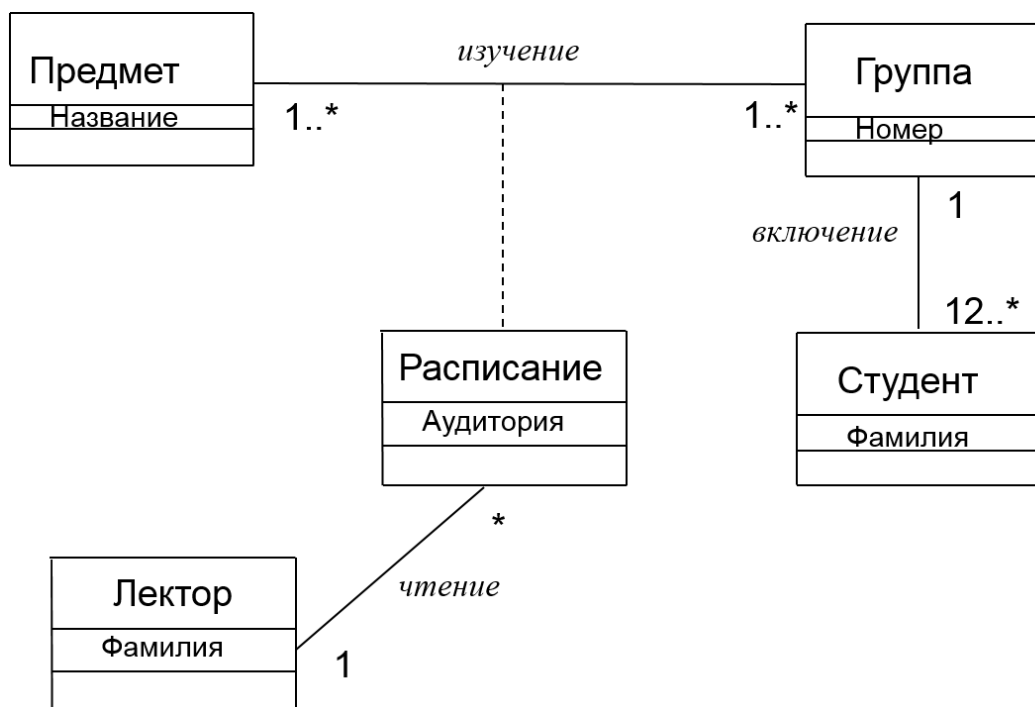 Предмет
Название
изучение
1..*
1..*
Группа
Номер
1
включение
12..*
Студент
Фамилия
Расписание
Аудитория
*
чтение
Лектор
Фамилия
1